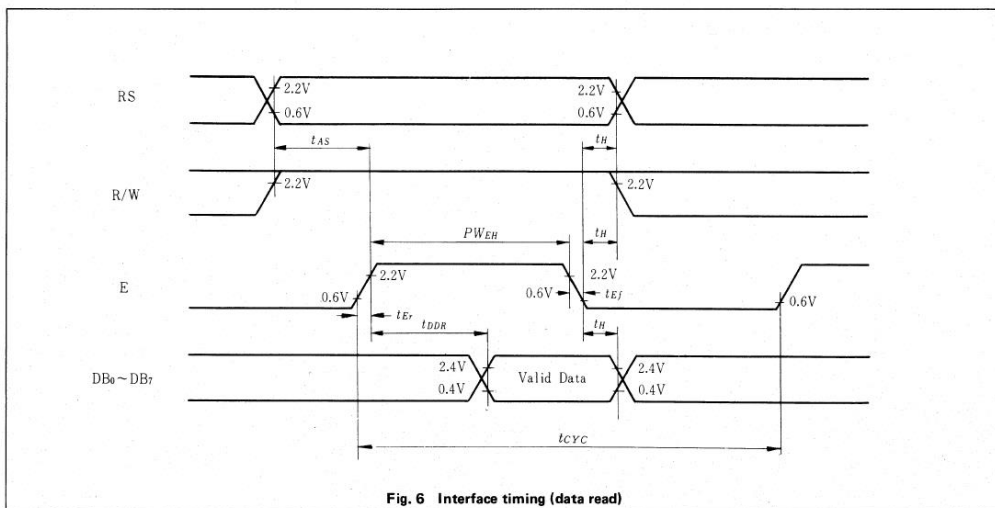 RS
2.2V
0.6V
2.2V
0.6V
tAS
tH
R/W
2.2V
2.2V
PWEH
tH
E
0.6V
2.2V
0.6V
2.2V
0.6V
tEr
tEf
tDDR
tH
DB0~DB7
2.4V
0.4V
Valid Data
2.4V
0.4V
tCYC
Fig. 6 Interface timing (data read)